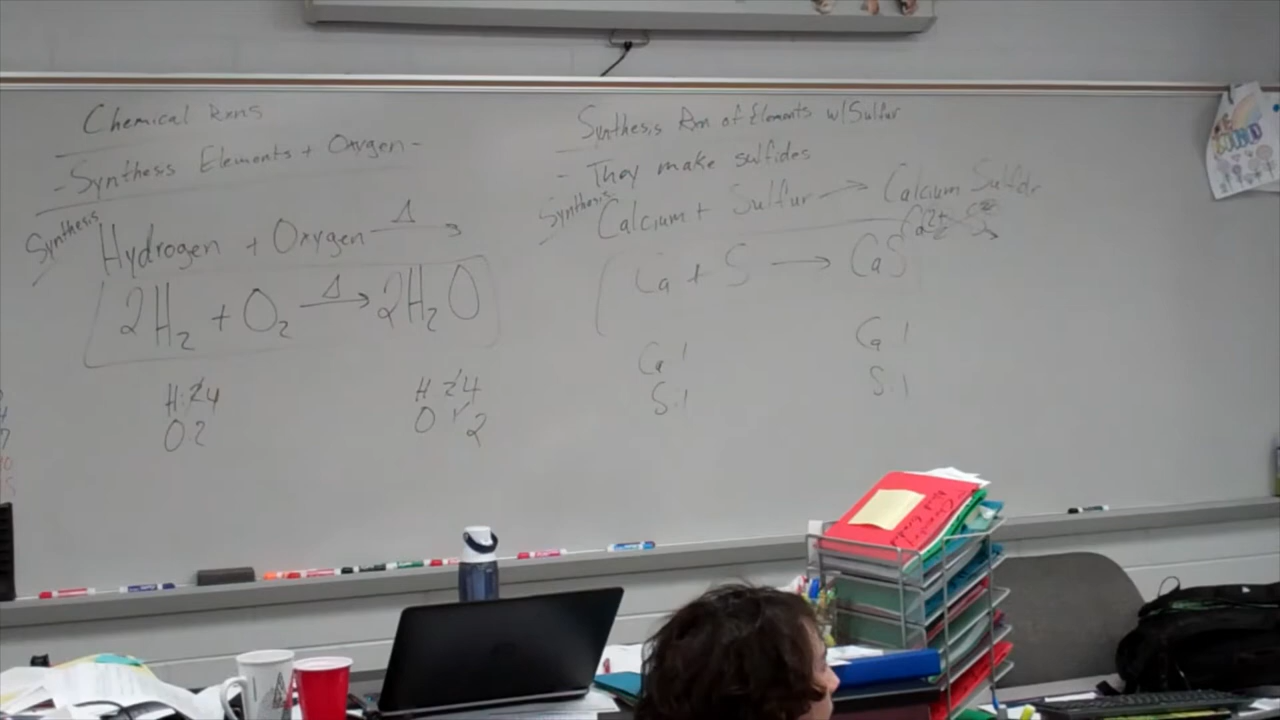 Chemical Rxns
- Synthesis Elements + Oxygen -
Synthesis
Hydrogen + Oxygen Δ→
2H₂ + O₂ Δ→ 2H₂O
H: 2 4
O: 2
H 2 4
O 1 2
Synthesis Rxn of Elements w/ Sulfur
- They make sulfides
Synthesis
Calcium + Sulfur → Calcium
Ca + S → CaS
Ca 1
S: 1
Ca 1
S: 1